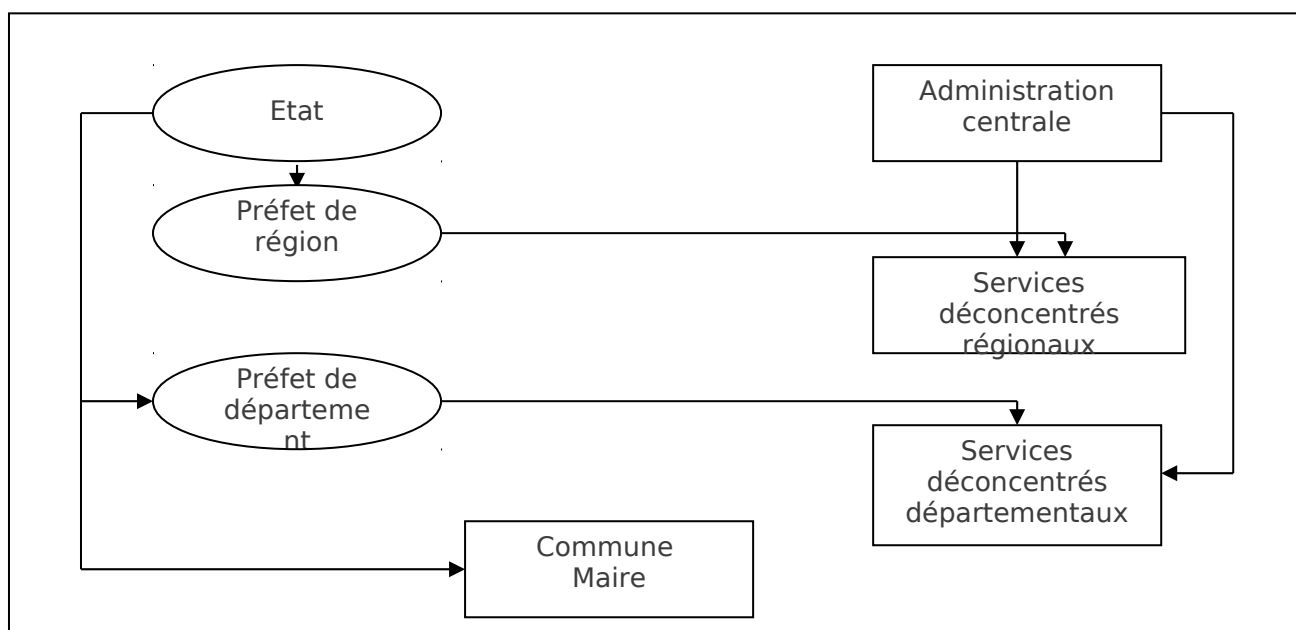 Etat
Administration
centrale
Préfet de
région
Services
déconcentrés
régionaux
Préfet de
départeme
nt
Services
déconcentrés
départementaux
Commune
Maire